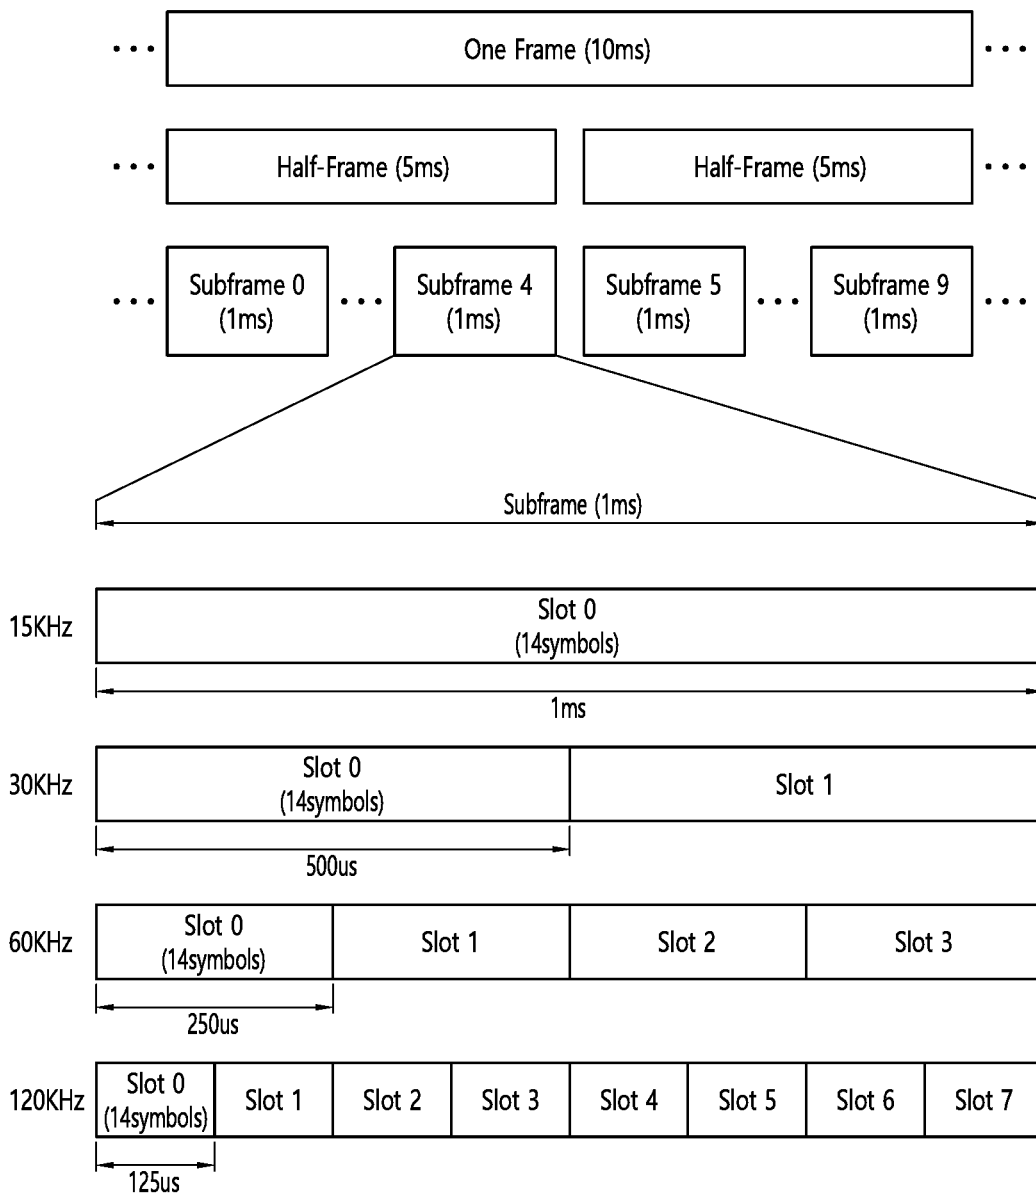 One Frame (10ms)
Half-Frame (5ms)
Half-Frame (5ms)
Subframe 0
(1ms)
Subframe 4
(1ms)
Subframe 5
(1ms)
Subframe 9
(1ms)
Subframe (1ms)
15KHz
Slot 0
(14symbols)
1ms
30KHz
Slot 0
(14symbols)
Slot 1
500us
60KHz
Slot 0
(14symbols)
Slot 1
Slot 2
Slot 3
250us
120KHz
Slot 0
(14symbols)
Slot 1
Slot 2
Slot 3
Slot 4
Slot 5
Slot 6
Slot 7
125us